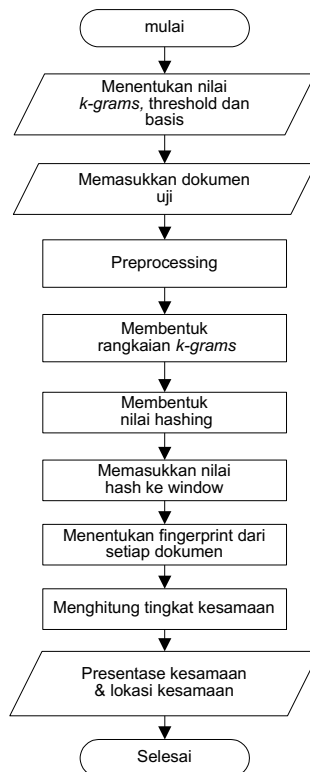 mulai
Menentukan nilai
k-grams, threshold dan
basis
Memasukkan dokumen
uji
Preprocessing
Membentuk
rangkaian k-grams
Membentuk
nilai hashing
Memasukkan nilai
hash ke window
Menentukan fingerprint dari
setiap dokumen
Menghitung tingkat kesamaan
Presentase kesamaan
& lokasi kesamaan
Selesai